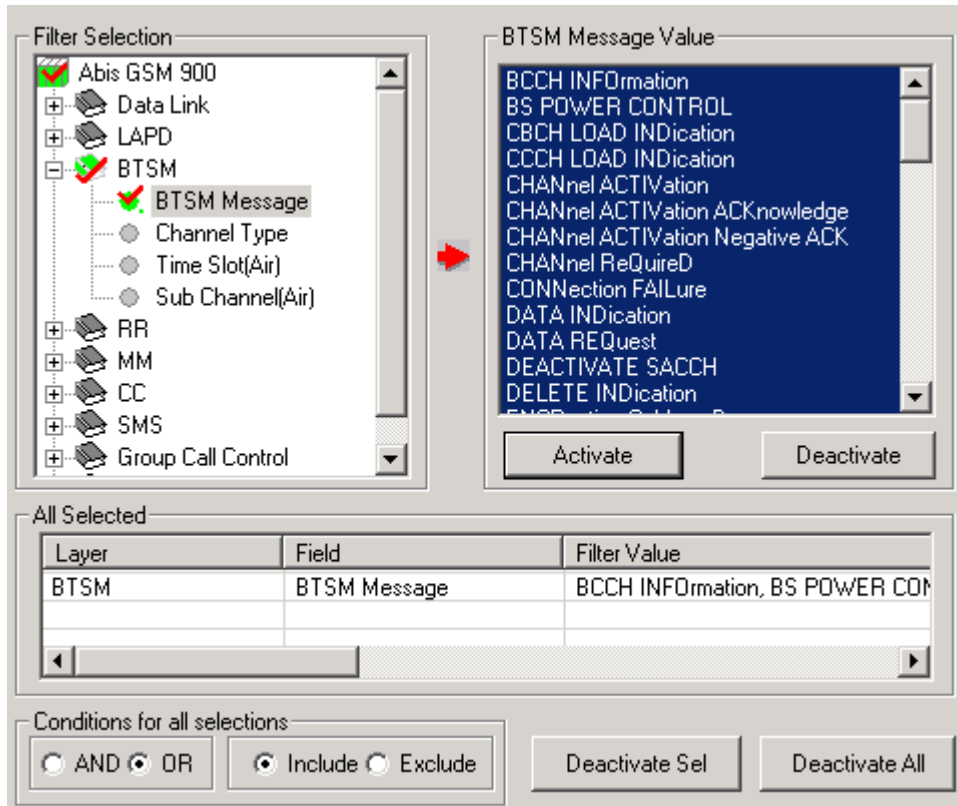 Filter Selection
Abis GSM 900
Data Link
LAPD
BTSM
BTSM Message
Channel Type
Time Slot(Air)
Sub Channel(Air)
RR
MM
CC
SMS
Group Call Control
BTSM Message Value
BCCH INFOrmation
BS POWER CONTROL
CBCH LOAD INDication
CCCH LOAD INDication
CHANnel ACTIVation
CHANnel ACTIVation ACKnowledge
CHANnel ACTIVation Negative ACK
CHANnel ReQuireD
CONNection FAILure
DATA INDication
DATA REQuest
DEACTIVATE SACCH
DELETE INDication
Activate
Deactivate
All Selected
Layer Field Filter Value
BTSM BTSM Message BCCH INFOrmation, BS POWER CON
Conditions for all selections
AND OR
Include Exclude
Deactivate Sel
Deactivate All